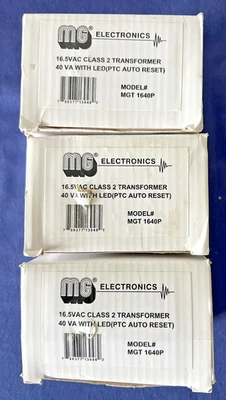 MG® ELECTRONICS
16.5VAC CLASS 2 TRANSFORMER
40 VA WITH LED(PTC AUTO RESET)
MODEL#
MGT 1640P
MG® ELECTRONICS
16.5VAC CLASS 2 TRANSFORMER
40 VA WITH LED(PTC AUTO RESET)
MODEL#
MGT 1640P
MG® ELECTRONICS
16.5VAC CLASS 2 TRANSFORMER
40 VA WITH LED(PTC AUTO RESET)
MODEL#
MGT 1640P